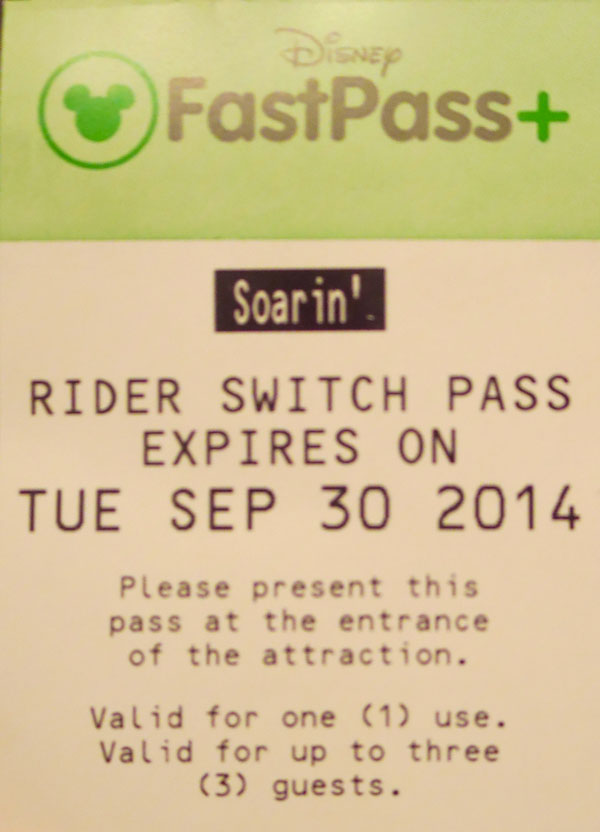 Disney
FastPass+
Soarin'
RIDER SWITCH PASS
EXPIRES ON
TUE SEP 30 2014
Please present this
pass at the entrance
of the attraction.
Valid for one (1) use.
Valid for up to three
(3) guests.